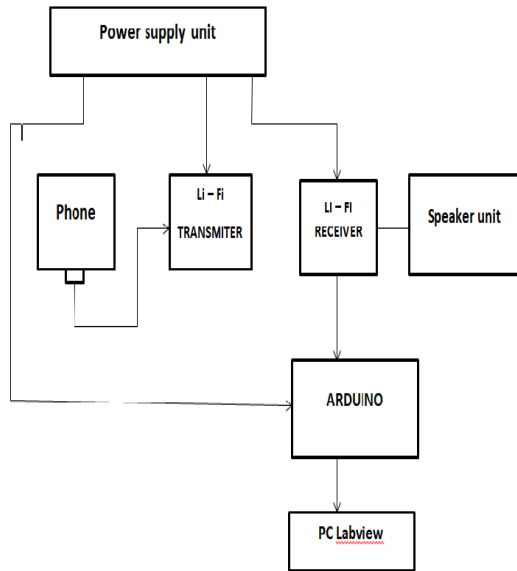 Power supply unit
Phone
Li – Fi
TRANSMITER
LI – FI
RECEIVER
Speaker unit
ARDUINO
PC Labview